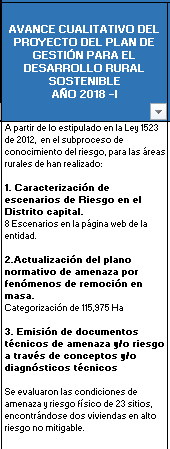 AVANCE CUALITATIVO DEL
PROYECTO DEL PLAN DE
GESTIÓN PARA EL
DESARROLLO RURAL
SOSTENIBLE
AÑO 2018 -I
A partir de lo estipulado en la Ley 1523
de 2012, en el subproceso de
conocimiento del riesgo, para las áreas
rurales de han realizado:
1. Caracterización de
escenarios de Riesgo en el
Distrito capital.
8 Escenarios en la página web de la
entidad.
2.Actualización del plano
normativo de amenaza por
fenómenos de remoción en
masa.
Categorización de 115,975 Ha
3. Emisión de documentos
técnicos de amenaza y/o riesgo
a través de conceptos y/o
diagnósticos técnicos
Se evaluaron las condiciones de
amenaza y riesgo físico de 23 sitios,
encontrándose dos viviendas en alto
riesgo no mitigable.